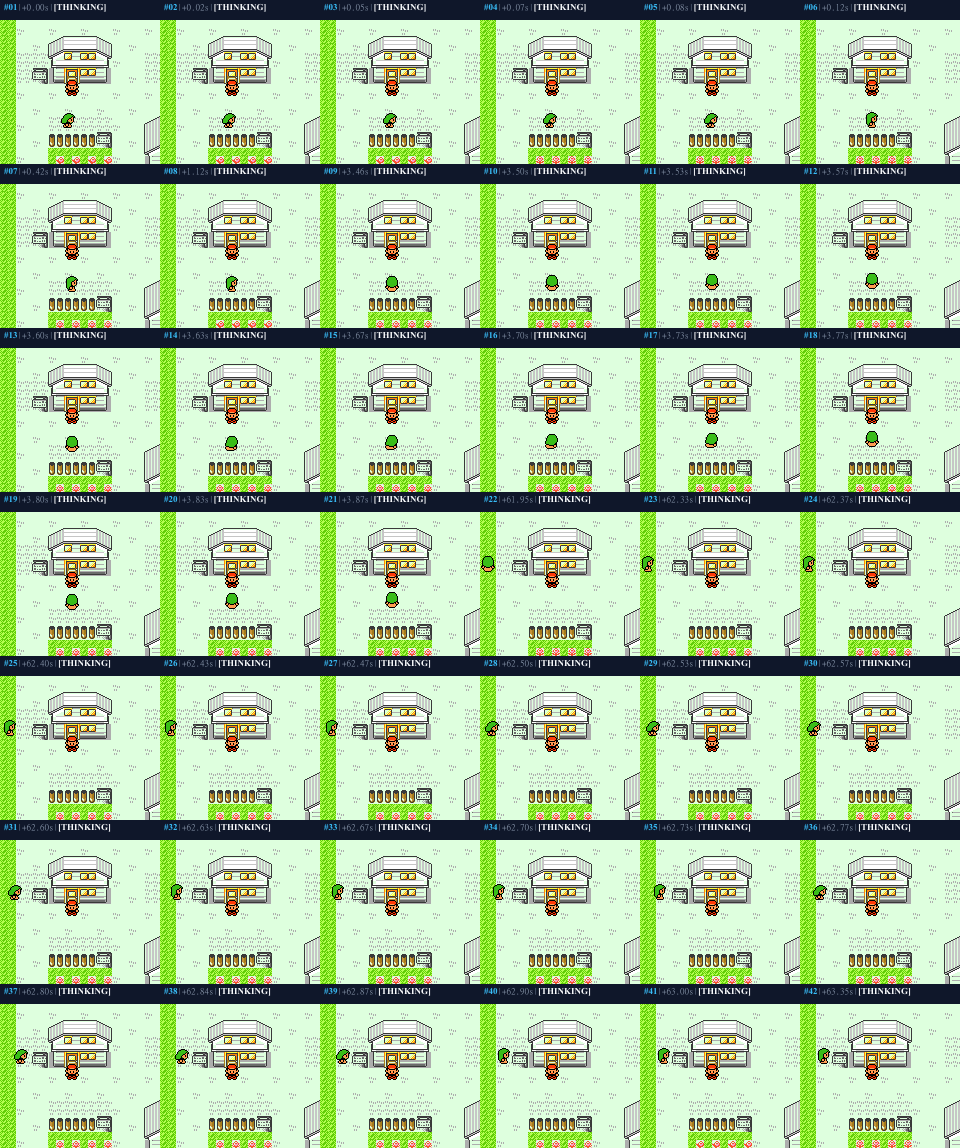 #01|+0.00s|[THINKING] #02|+0.02s|[THINKING] #03|+0.05s|[THINKING] #04|+0.07s|[THINKING] #05|+0.08s|[THINKING] #06|+0.12s|[THINKING]
#07|+0.42s|[THINKING] #08|+1.12s|[THINKING] #09|+3.46s|[THINKING] #10|+3.50s|[THINKING] #11|+3.53s|[THINKING] #12|+3.57s|[THINKING]
#13|+3.60s|[THINKING] #14|+3.63s|[THINKING] #15|+3.67s|[THINKING] #16|+3.70s|[THINKING] #17|+3.73s|[THINKING] #18|+3.77s|[THINKING]
#19|+3.80s|[THINKING] #20|+3.83s|[THINKING] #21|+3.87s|[THINKING] #22|+61.95s|[THINKING] #23|+62.33s|[THINKING] #24|+62.37s|[THINKING]
#25|+62.40s|[THINKING] #26|+62.43s|[THINKING] #27|+62.47s|[THINKING] #28|+62.50s|[THINKING] #29|+62.53s|[THINKING] #30|+62.57s|[THINKING]
#31|+62.60s|[THINKING] #32|+62.63s|[THINKING] #33|+62.67s|[THINKING] #34|+62.70s|[THINKING] #35|+62.73s|[THINKING] #36|+62.77s|[THINKING]
#37|+62.80s|[THINKING] #38|+62.84s|[THINKING] #39|+62.87s|[THINKING] #40|+62.90s|[THINKING] #41|+63.00s|[THINKING] #42|+63.35s|[THINKING]